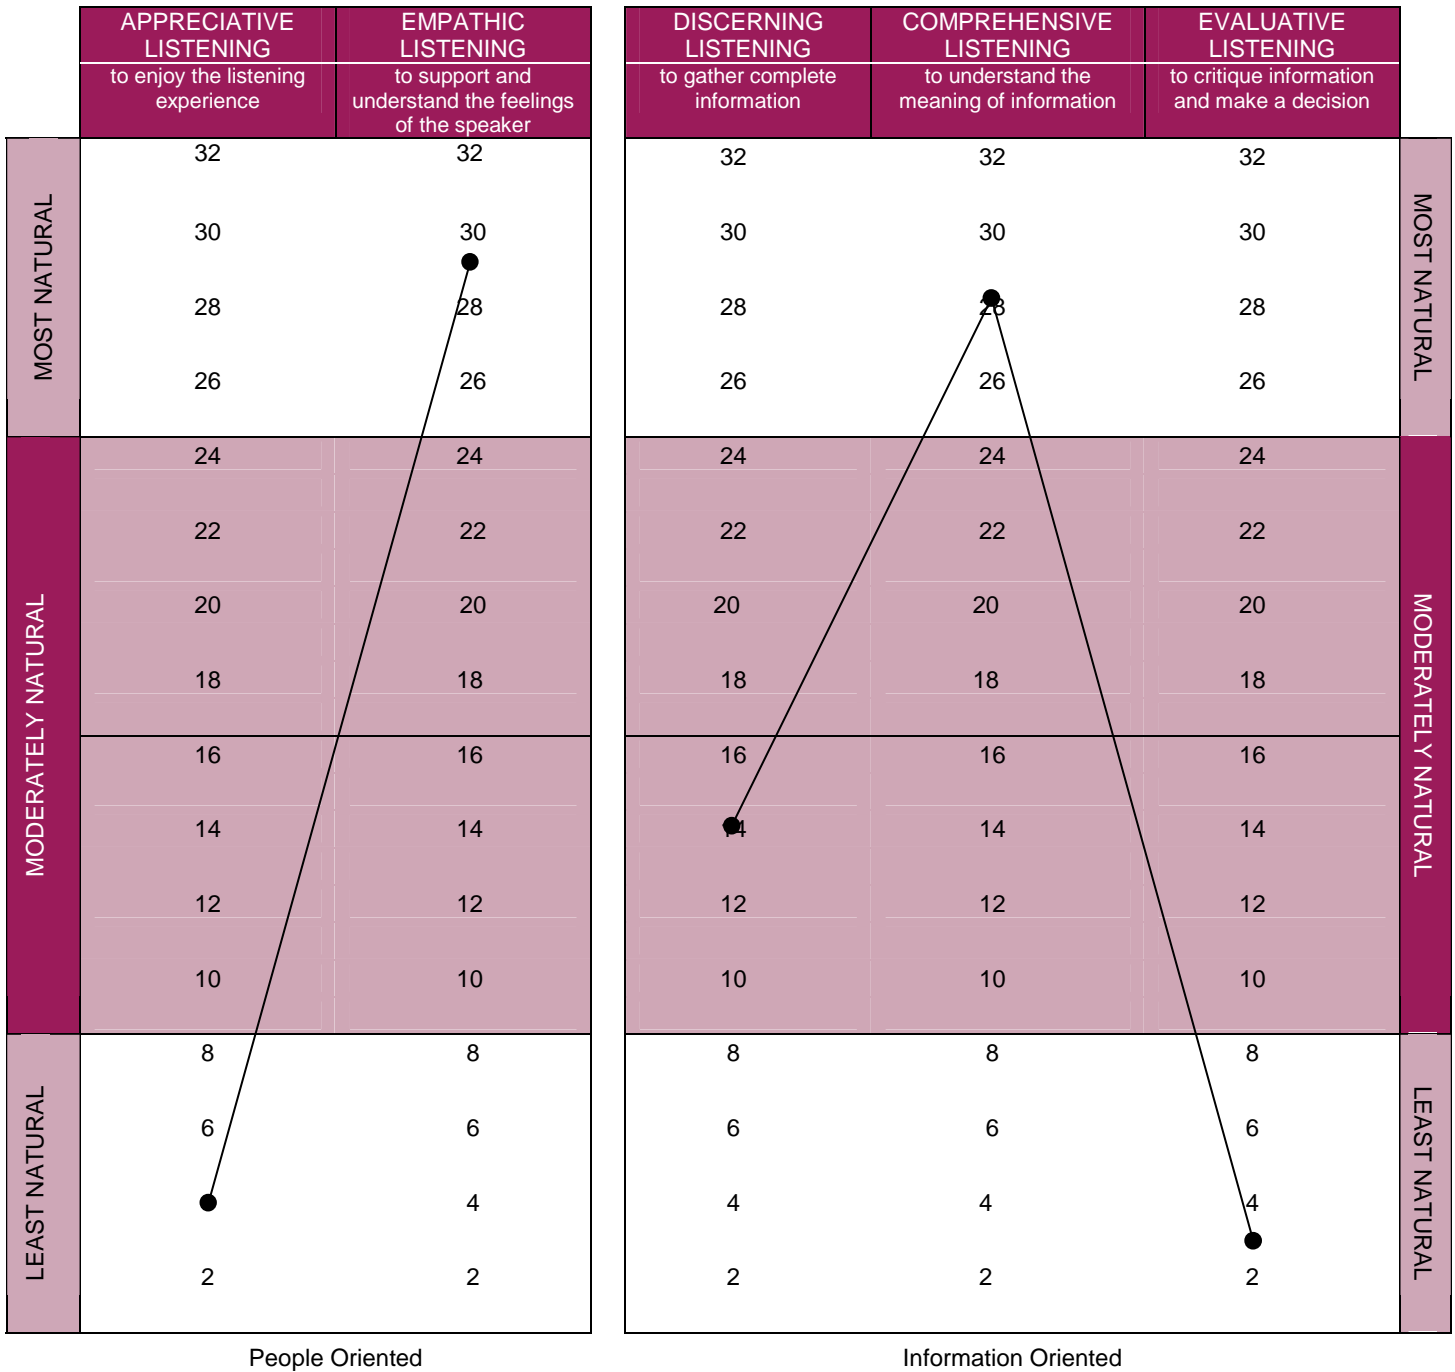 APPRECIATIVE LISTENING
to enjoy the listening experience
EMPATHIC LISTENING
to support and understand the feelings of the speaker
DISCERNING LISTENING
to gather complete information
COMPREHENSIVE LISTENING
to understand the meaning of information
EVALUATIVE LISTENING
to critique information and make a decision
MOST NATURAL
32 32 32 32 32
30 30 30 30 30
28 28 28 28 28
26 26 26 26 26
MOST NATURAL
MODERATELY NATURAL
24 24 24 24 24
22 22 22 22 22
20 20 20 20 20
18 18 18 18 18
16 16 16 16 16
14 14 14 14 14
12 12 12 12 12
10 10 10 10 10
MODERATELY NATURAL
LEAST NATURAL
8 8 8 8 8
6 6 6 6 6
4 4 4 4
2 2 2 2 2
LEAST NATURAL
People Oriented
Information Oriented